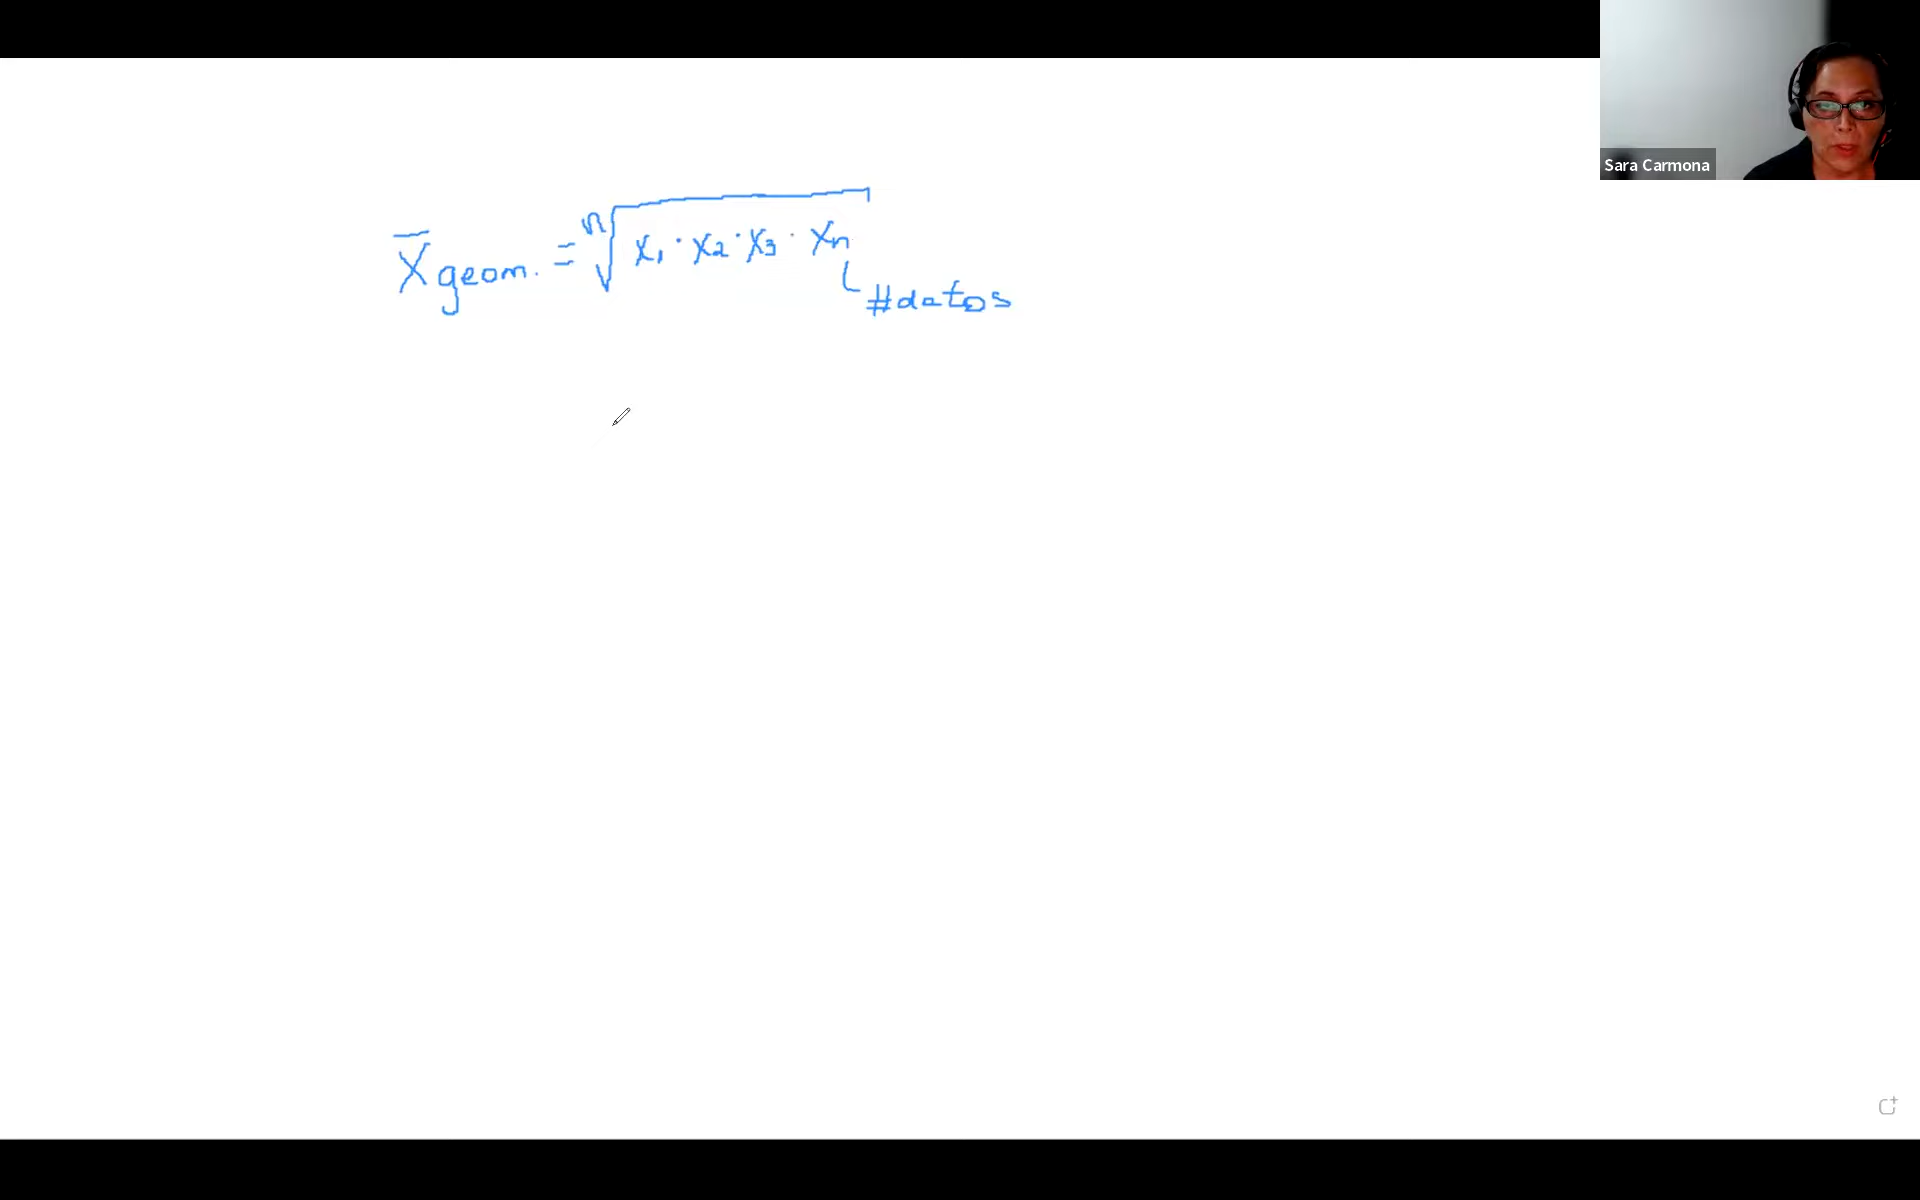 Sara Carmona
X̄geom. = ⁿ√x₁ · x₂ · x₃ · xₙ
#datos